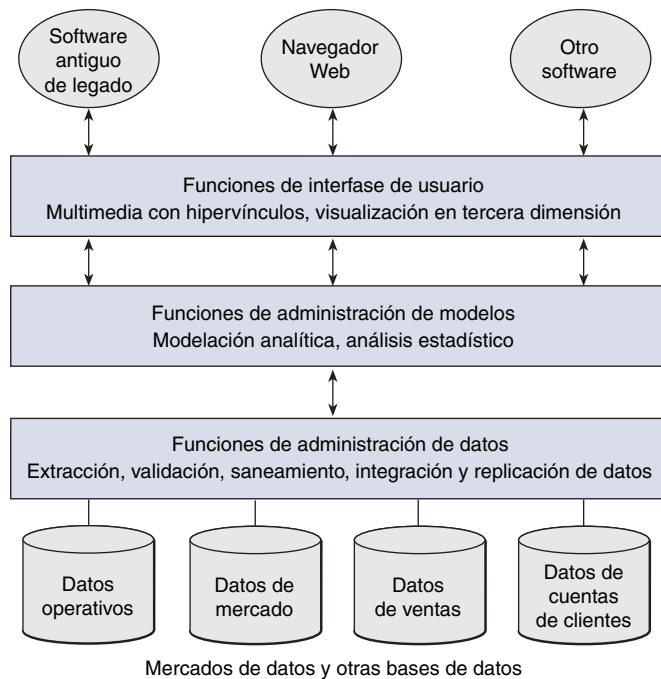 Software
antiguo
de legado
Navegador
Web
Otro
software
Funciones de interfase de usuario
Multimedia con hipervínculos, visualización en tercera dimensión
Funciones de administración de modelos
Modelación analítica, análisis estadístico
Funciones de administración de datos
Extracción, validación, saneamiento, integración y replicación de datos
Datos
operativos
Datos de
mercado
Datos
de ventas
Datos de
cuentas
de clientes
Mercados de datos y otras bases de datos